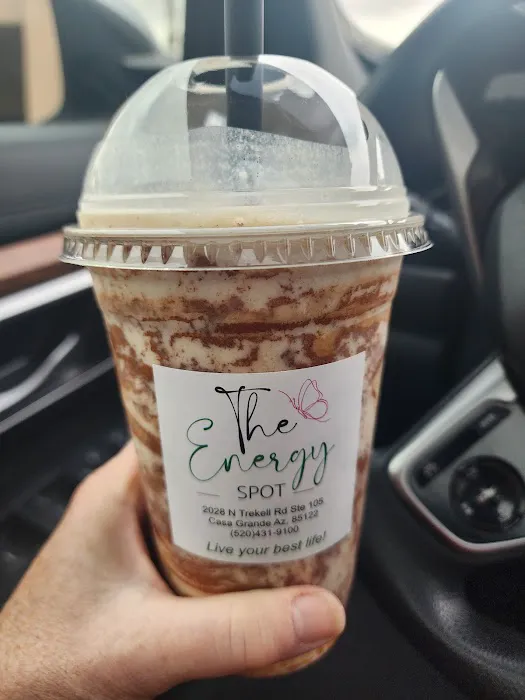 The
Energy
SPOT
2028 N Trekell Rd Ste 105
Casa Grande Az, 85122
(520)431-9100
Live your best life!